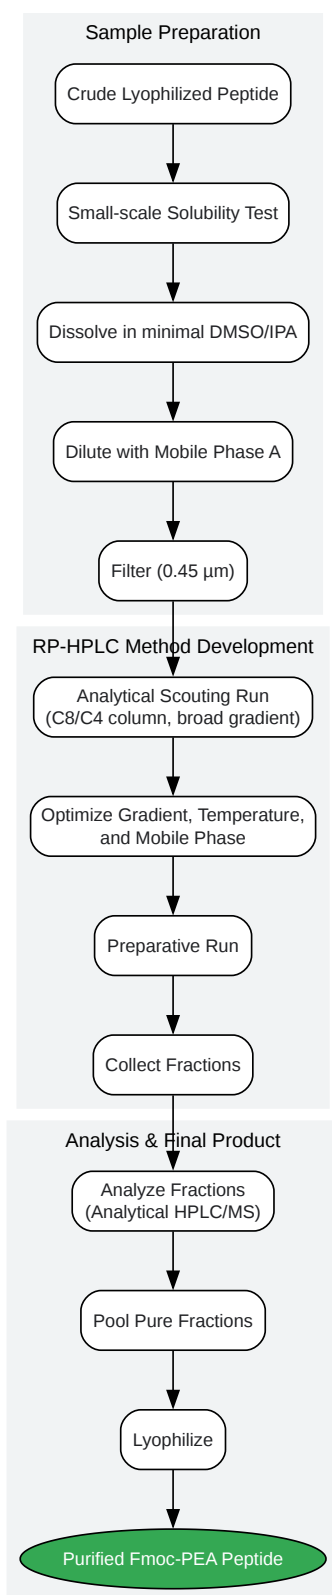 Sample Preparation
Crude Lyophilized Peptide
Small-scale Solubility Test
Dissolve in minimal DMSO/IPA
Dilute with Mobile Phase A
Filter (0.45 µm)
RP-HPLC Method Development
Analytical Scouting Run
(C8/C4 column, broad gradient)
Optimize Gradient, Temperature,
and Mobile Phase
Preparative Run
Collect Fractions
Analysis & Final Product
Analyze Fractions
(Analytical HPLC/MS)
Pool Pure Fractions
Lyophilize
Purified Fmoc-PEA Peptide